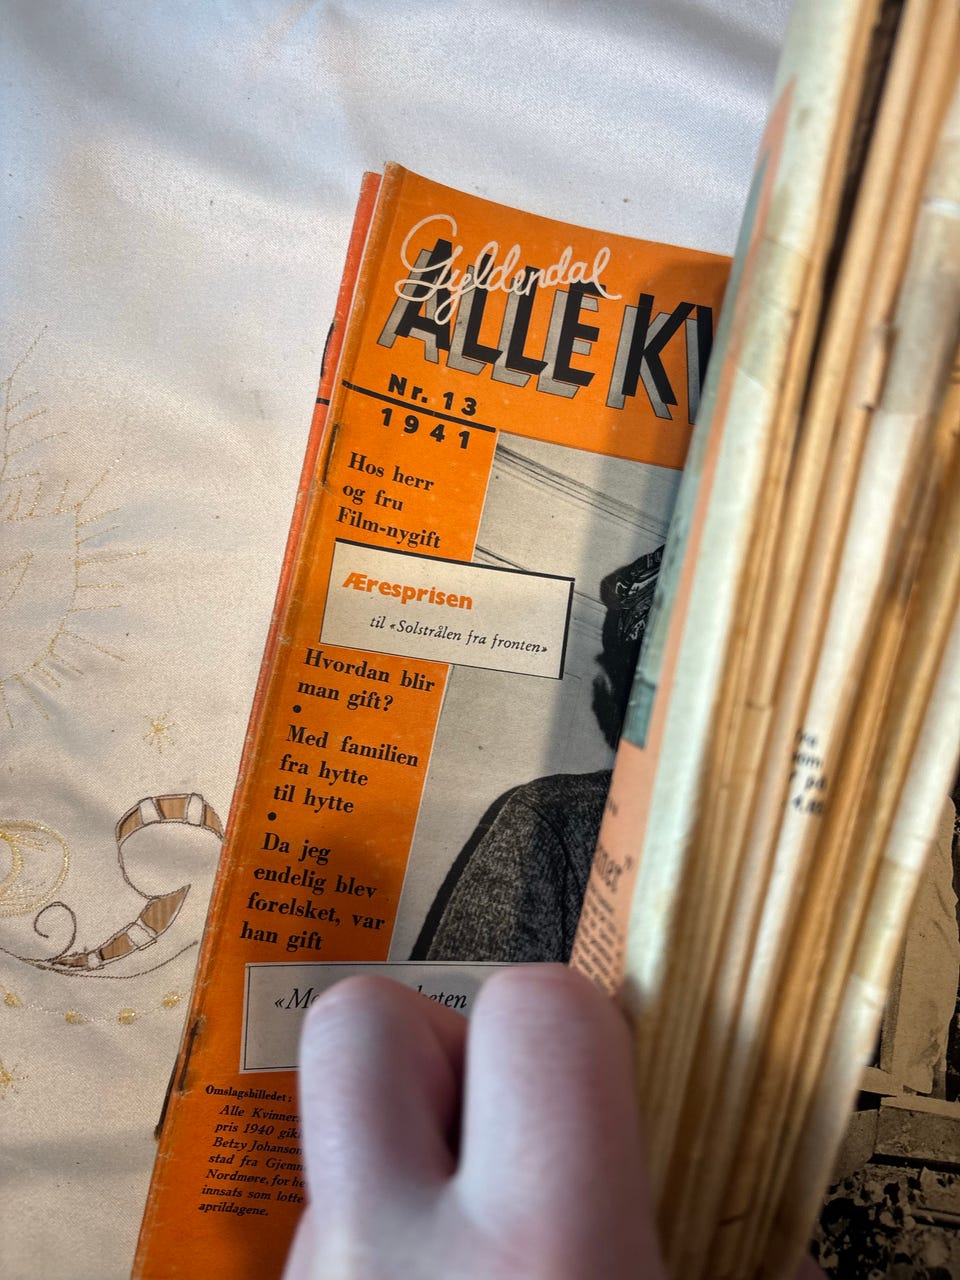 Gyldendal
ALLE KV
Nr. 13
1941
Hos herr
og fru
Film-nygift
Æresprisen
til «Solstrålen fra fronten»
Hvordan blir
man gift?
•
Med familien
fra hytte
til hytte
•
Da jeg
endelig blev
forelsket, var
han gift
Omslagsbilledet:
Alle Kvinner
pris 1940 gik
Betzy Johanson
stad fra Gjemn
Nordmøre, for he
innsats som lotte
aprildagene.